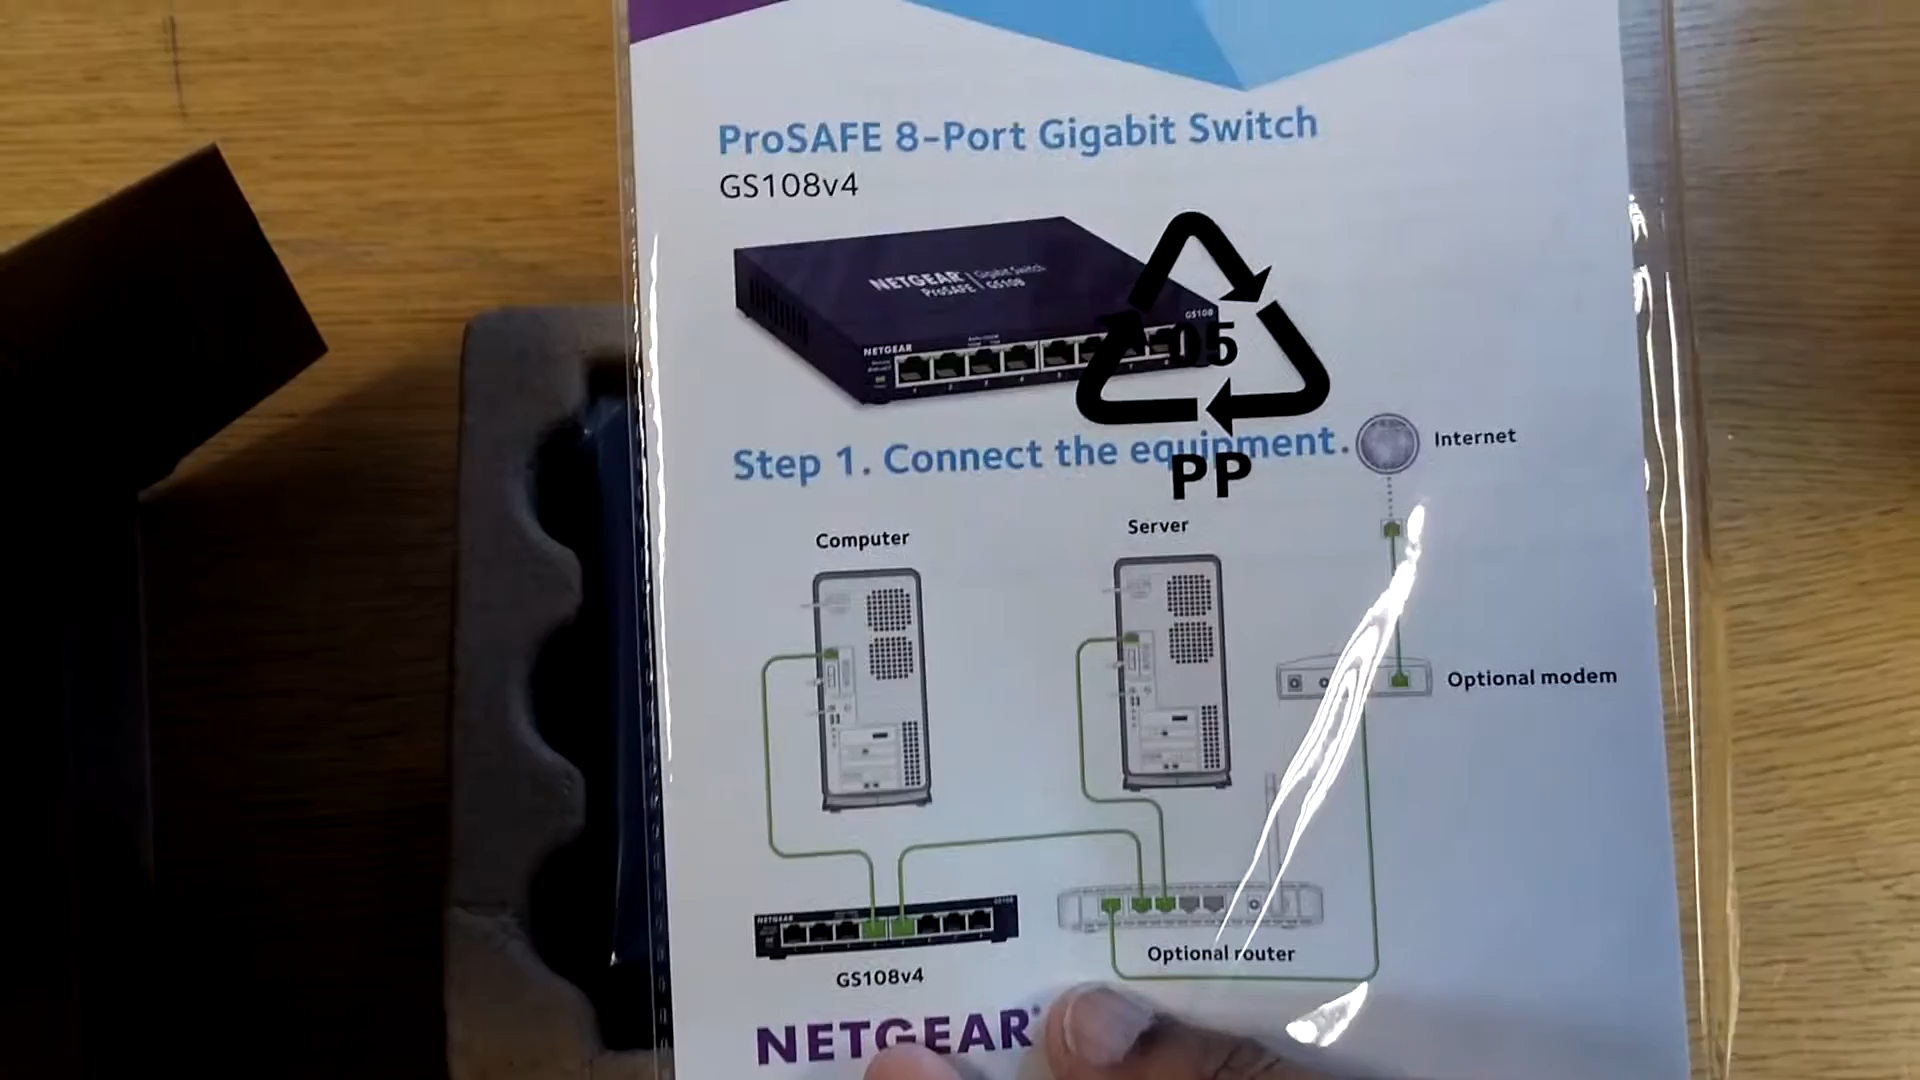 ProSAFE 8-Port Gigabit Switch
GS108v4
NETGEAR | Gigabit Switch
ProSAFE | GS108
GS108
NETGEAR
05
PP
Step 1. Connect the equipment.
Internet
Computer
Server
Optional modem
NETGEAR
GS108v4
Optional router
NETGEAR